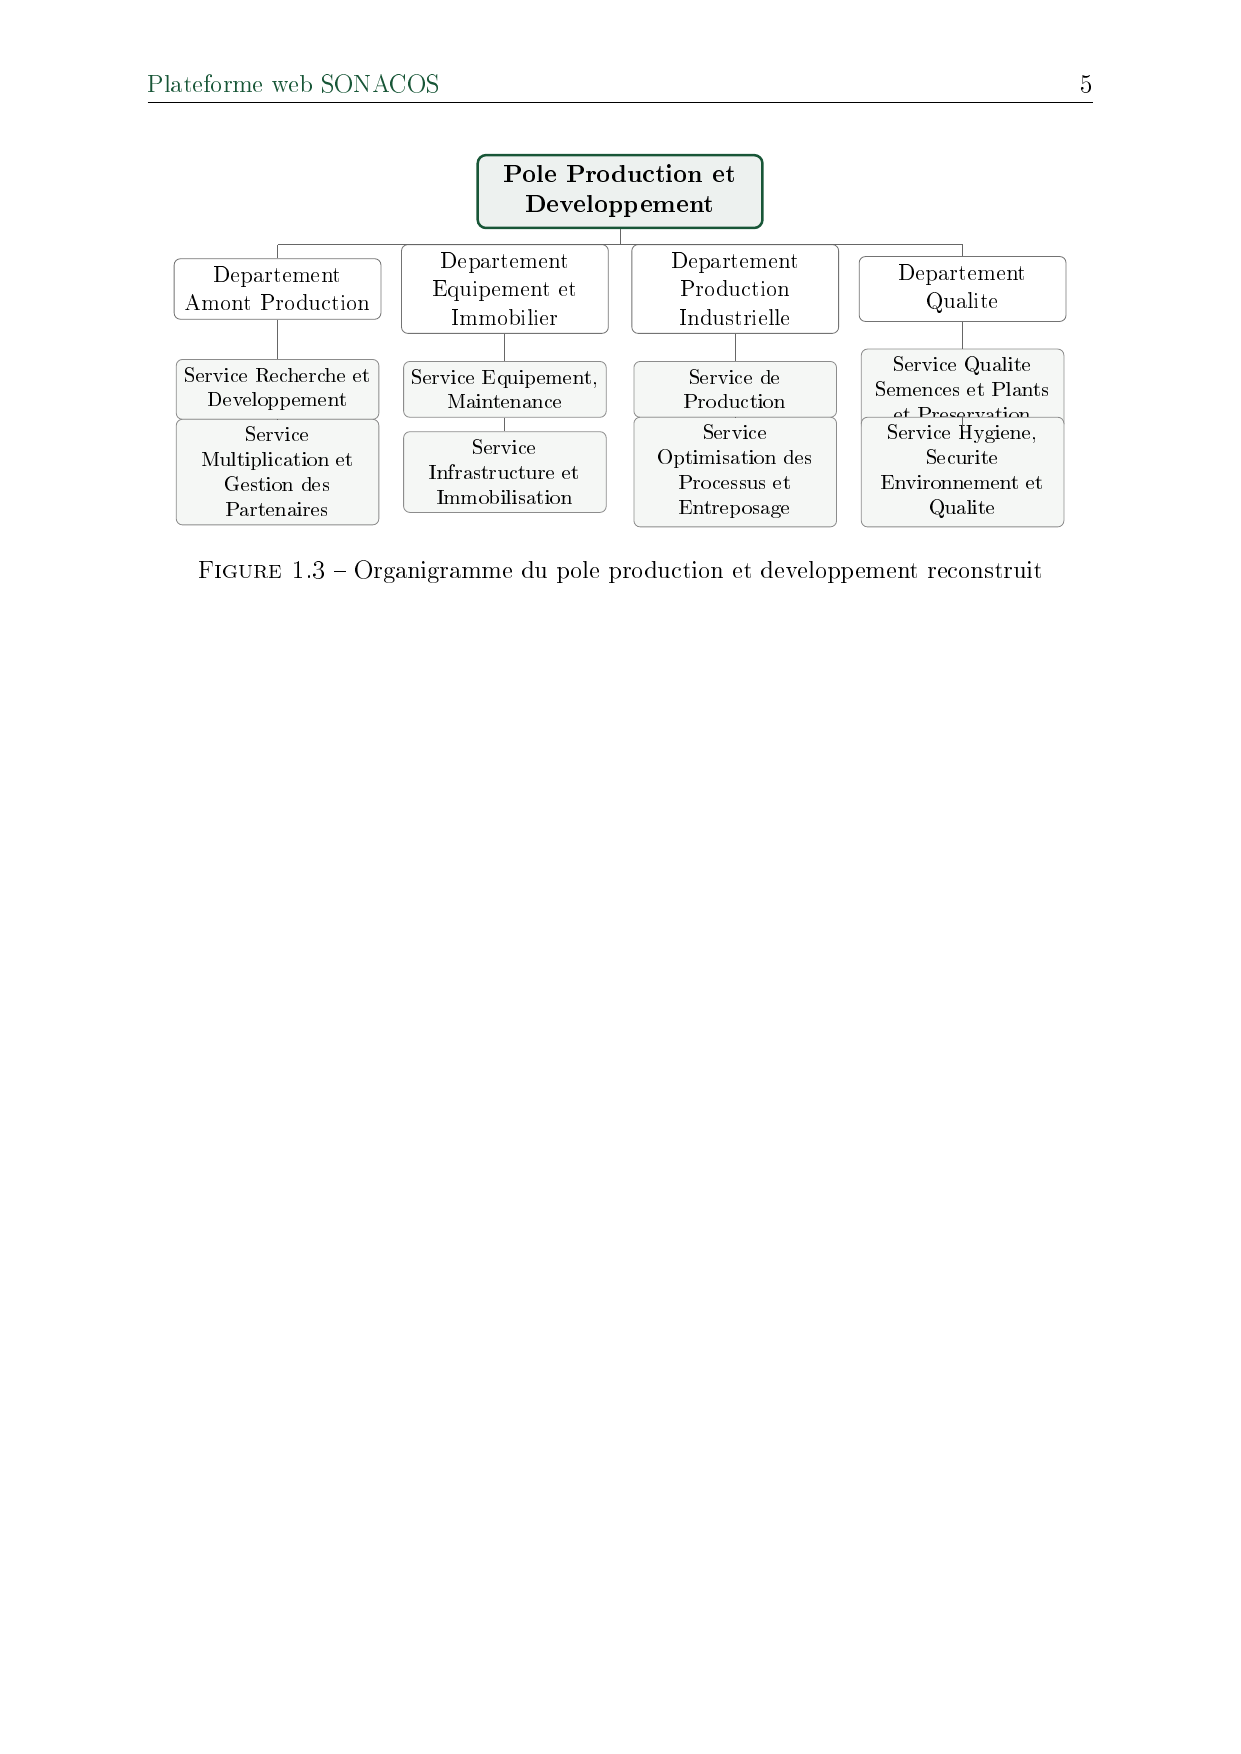 Plateforme web SONACOS 5
Pole Production et
Developpement
Departement
Amont Production
Departement
Equipement et
Immobilier
Departement
Production
Industrielle
Departement
Qualite
Service Recherche et
Developpement
Service Equipement,
Maintenance
Service de
Production
Service Qualite
Semences et Plants
et Preservation
Service
Multiplication et
Gestion des
Partenaires
Service
Infrastructure et
Immobilisation
Service
Optimisation des
Processus et
Entreposage
Service Hygiene,
Securite
Environnement et
Qualite
FIGURE 1.3 – Organigramme du pole production et developpement reconstruit